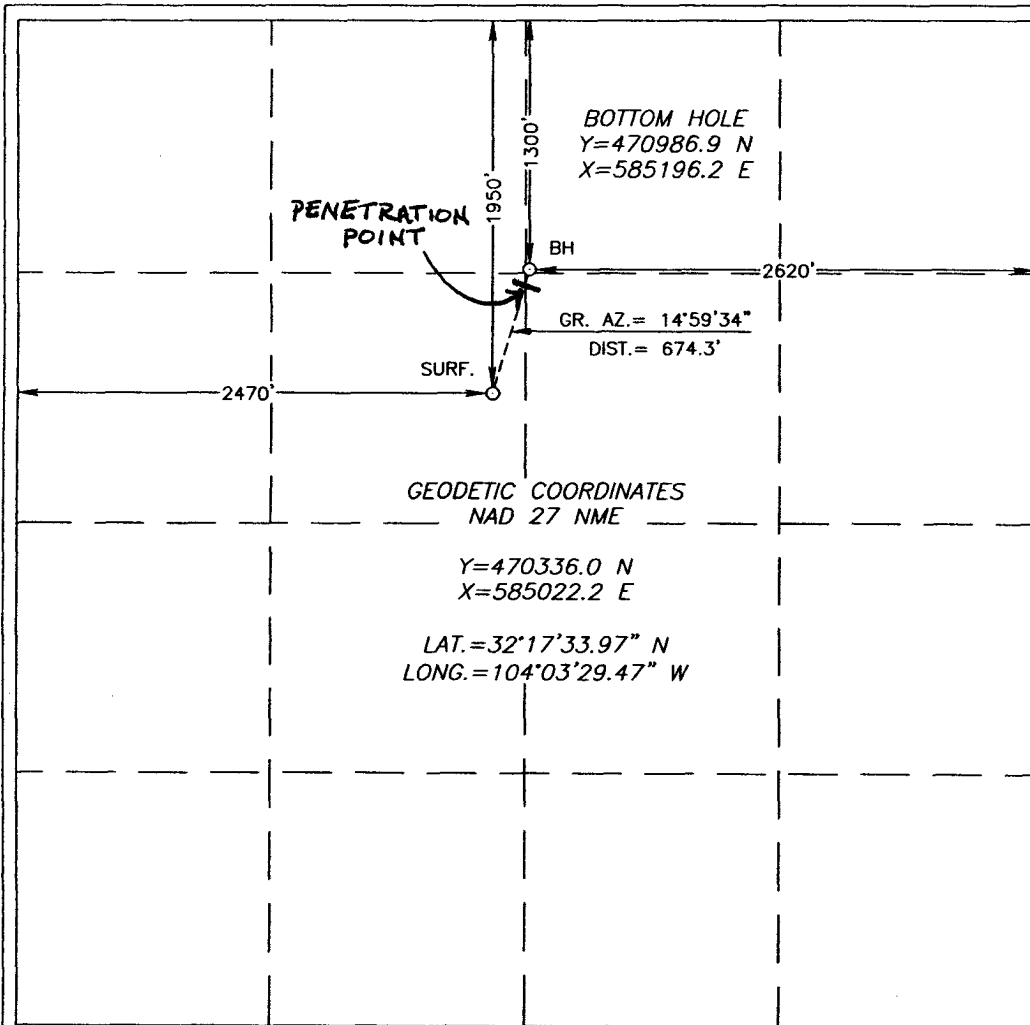 BOTTOM HOLE
Y=470986.9 N
X=585196.2 E
1300'
1950'
PENETRATION
POINT
BH
2620'
GR. AZ.= 14°59'34"
DIST.= 674.3'
SURF.
2470'
GEODETIC COORDINATES
NAD 27 NME
Y=470336.0 N
X=585022.2 E
LAT.=32°17'33.97" N
LONG.=104°03'29.47" W